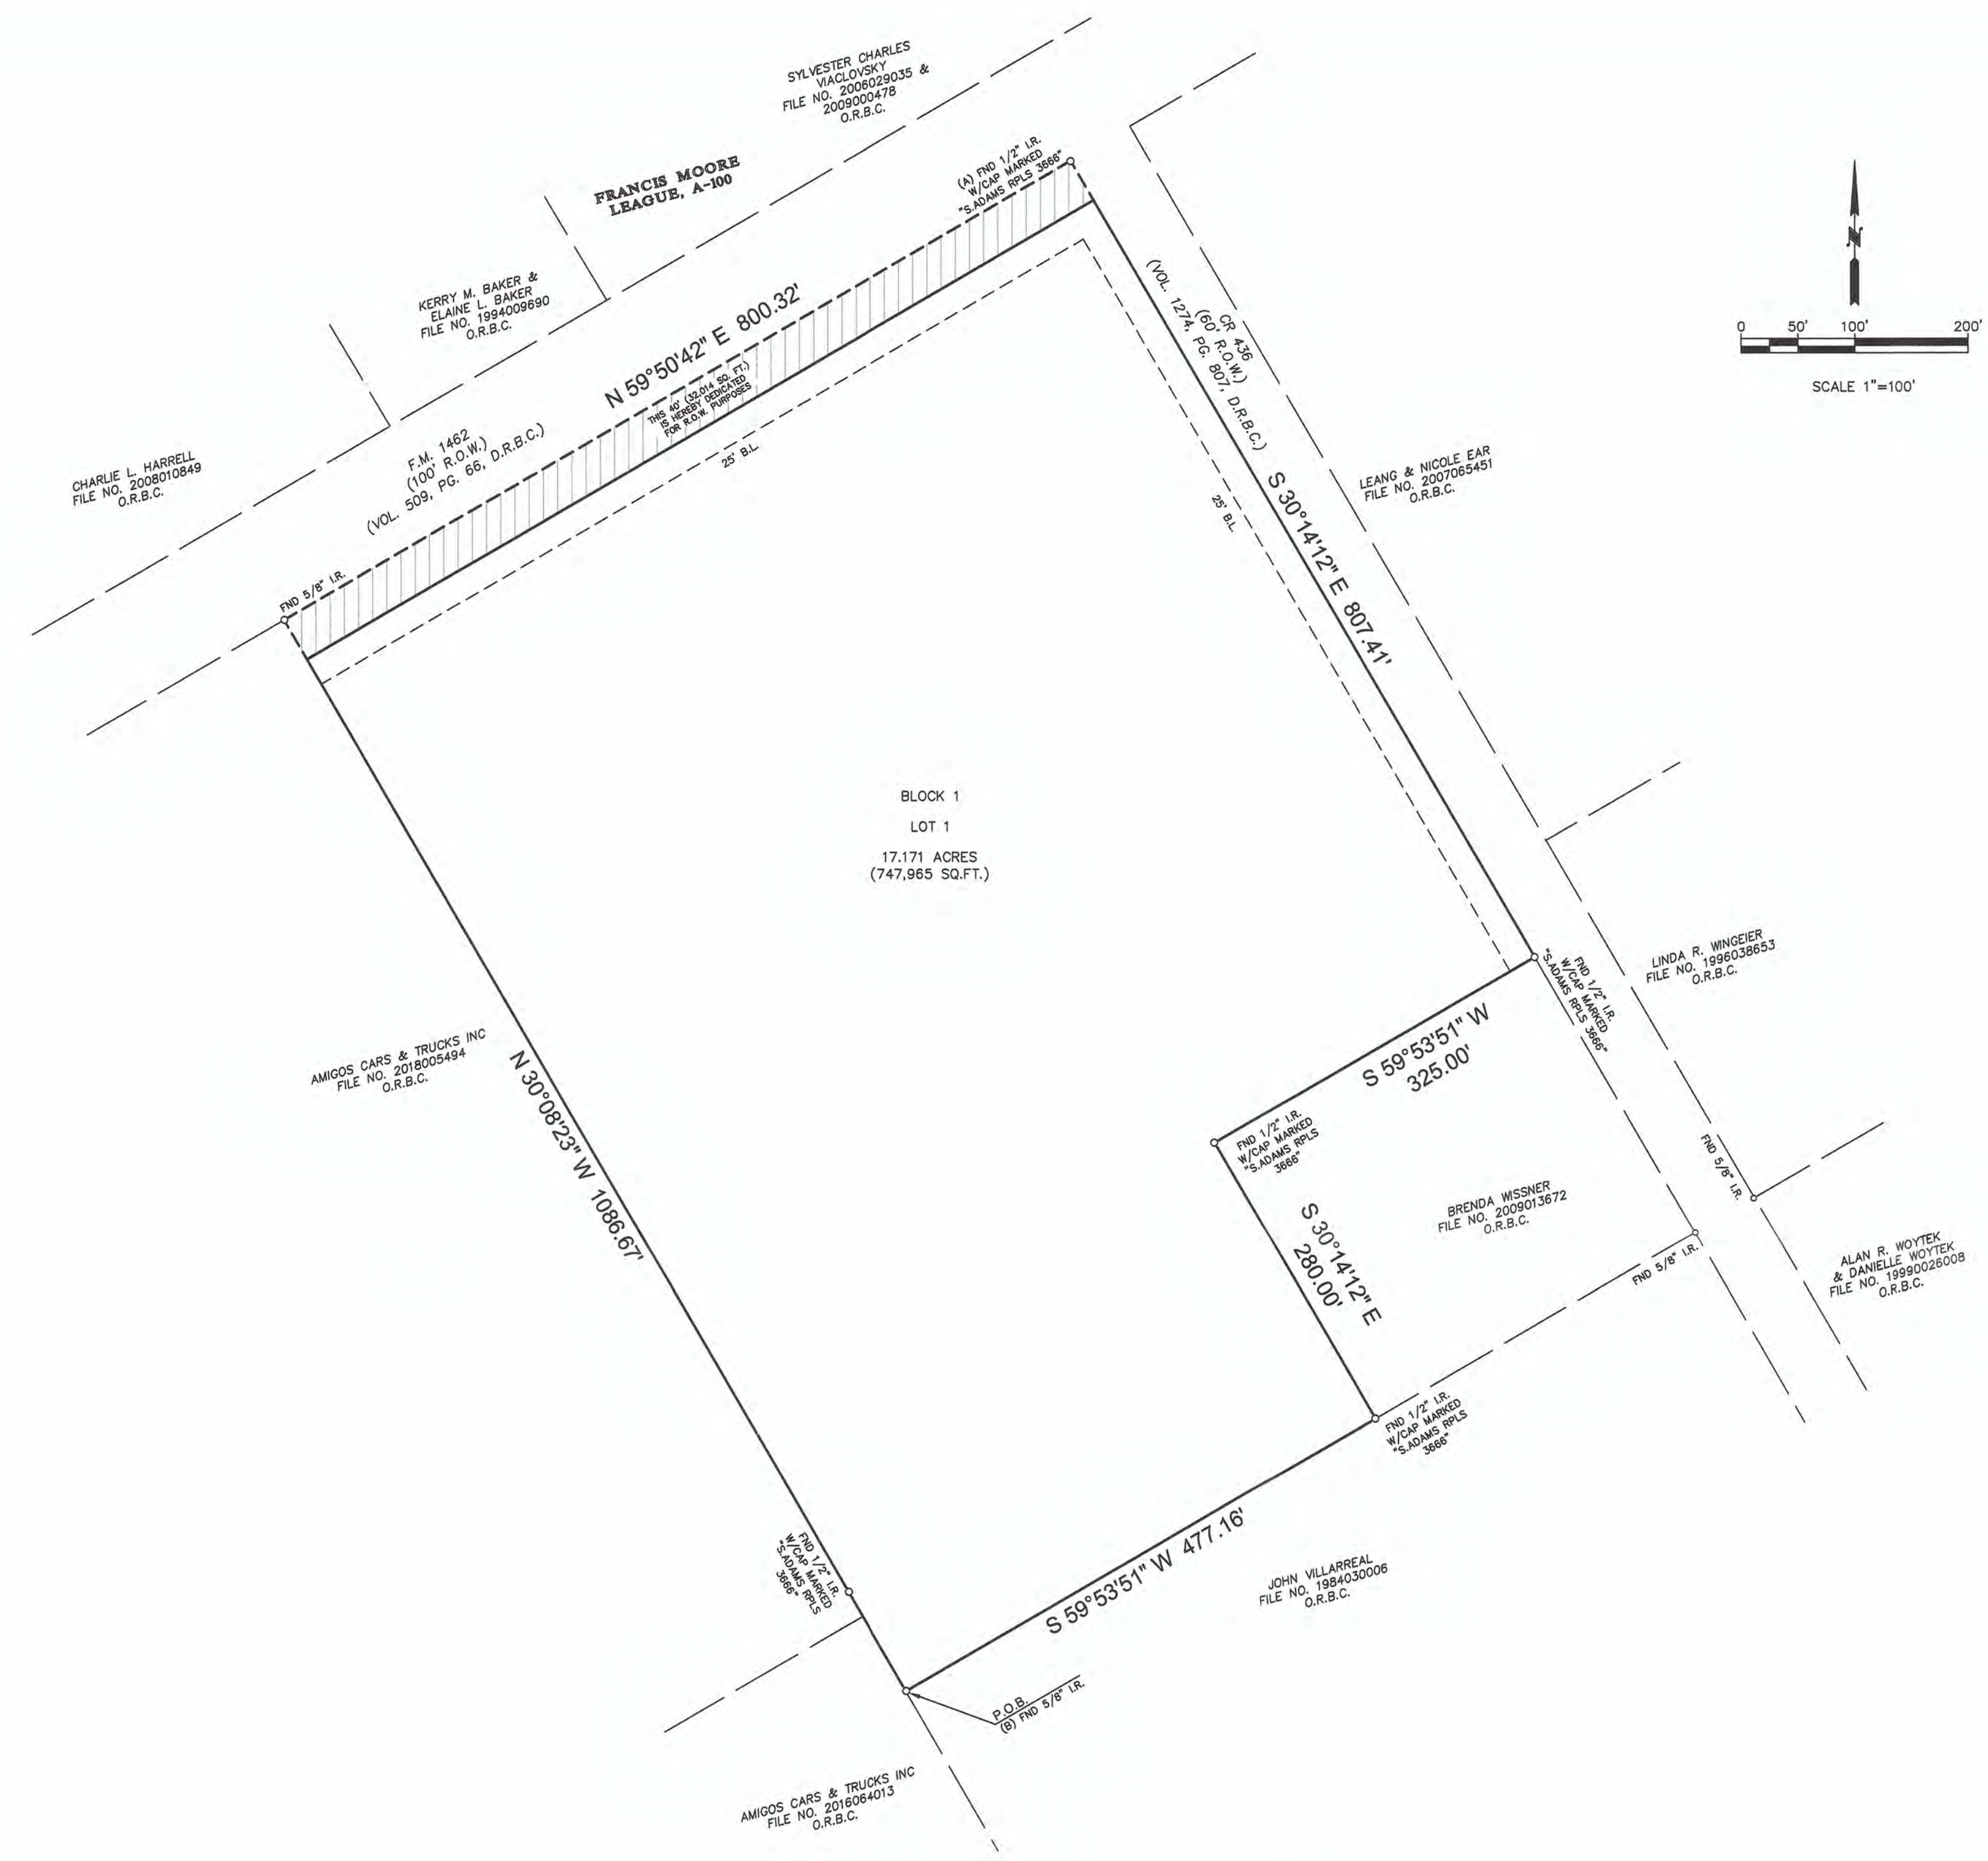 SYLVESTER CHARLES
VIACLOVSKY
FILE NO. 2006029035 &
2009000478
O.R.B.C.
FRANCIS MOORE
LEAGUE, A-100
(A) FND 1/2" I.R.
W/CAP MARKED
"S.ADAMS RPLS 3666"
KERRY M. BAKER &
ELAINE L. BAKER
FILE NO. 1994009690
O.R.B.C.
N 59°50'42" E 800.32'
THIS 40' (32,014 SQ. FT.)
IS HEREBY DEDICATED
FOR R.O.W. PURPOSES
25' B.L.
CR 436
(60' R.O.W.)
(VOL. 1274, PG. 807, D.R.B.C.)
N
0 50' 100' 200'
SCALE 1"=100'
CHARLIE L. HARRELL
FILE NO. 2008010849
O.R.B.C.
F.M. 1462
(100' R.O.W.)
(VOL. 509, PG. 66, D.R.B.C.)
S 30°14'12" E 807.41'
25' B.L.
LEANG & NICOLE EAR
FILE NO. 2007065451
O.R.B.C.
FND 5/8" I.R.
BLOCK 1
LOT 1
17.171 ACRES
(747,965 SQ.FT.)
LINDA R. WINGEIER
FILE NO. 1996038653
O.R.B.C.
FND 1/2" I.R.
W/CAP MARKED
"S.ADAMS RPLS 3666"
S 59°53'51" W
325.00'
AMIGOS CARS & TRUCKS INC
FILE NO. 2018005494
O.R.B.C.
N 30°08'23" W 1086.67'
FND 1/2" I.R.
W/CAP MARKED
"S.ADAMS RPLS
3666"
FND 5/8" I.R.
S 30°14'12" E
280.00'
BRENDA WISSNER
FILE NO. 2009013672
O.R.B.C.
FND 5/8" I.R.
ALAN R. WOYTEK
& DANIELLE WOYTEK
FILE NO. 19990026008
O.R.B.C.
FND 1/2" I.R.
W/CAP MARKED
"S.ADAMS RPLS
3666"
FND 1/2" I.R.
W/CAP MARKED
"S.ADAMS RPLS
3666"
S 59°53'51" W 477.16'
JOHN VILLARREAL
FILE NO. 1984030006
O.R.B.C.
P.O.B.
(B) FND 5/8" I.R.
AMIGOS CARS & TRUCKS INC
FILE NO. 2016064013
O.R.B.C.